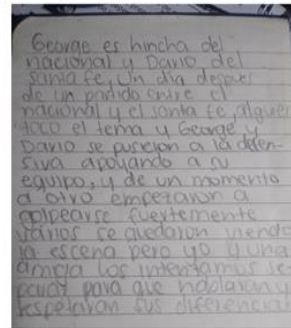 George es hincha del
nacional y Dario del
santa fe, Un dia despues
de un partido entre el
nacional y el santa fe, alguien
toco el tema y George y
Dario se pusieron a la defen-
siva apoyando a su
equipo, y de un momento
a otro empezaron a
golpearse fuertemente
varios se quedaron viendo
la escena pero yo y una
amiga los intentamos se-
parar para que hablaran y
respetaran sus diferencias